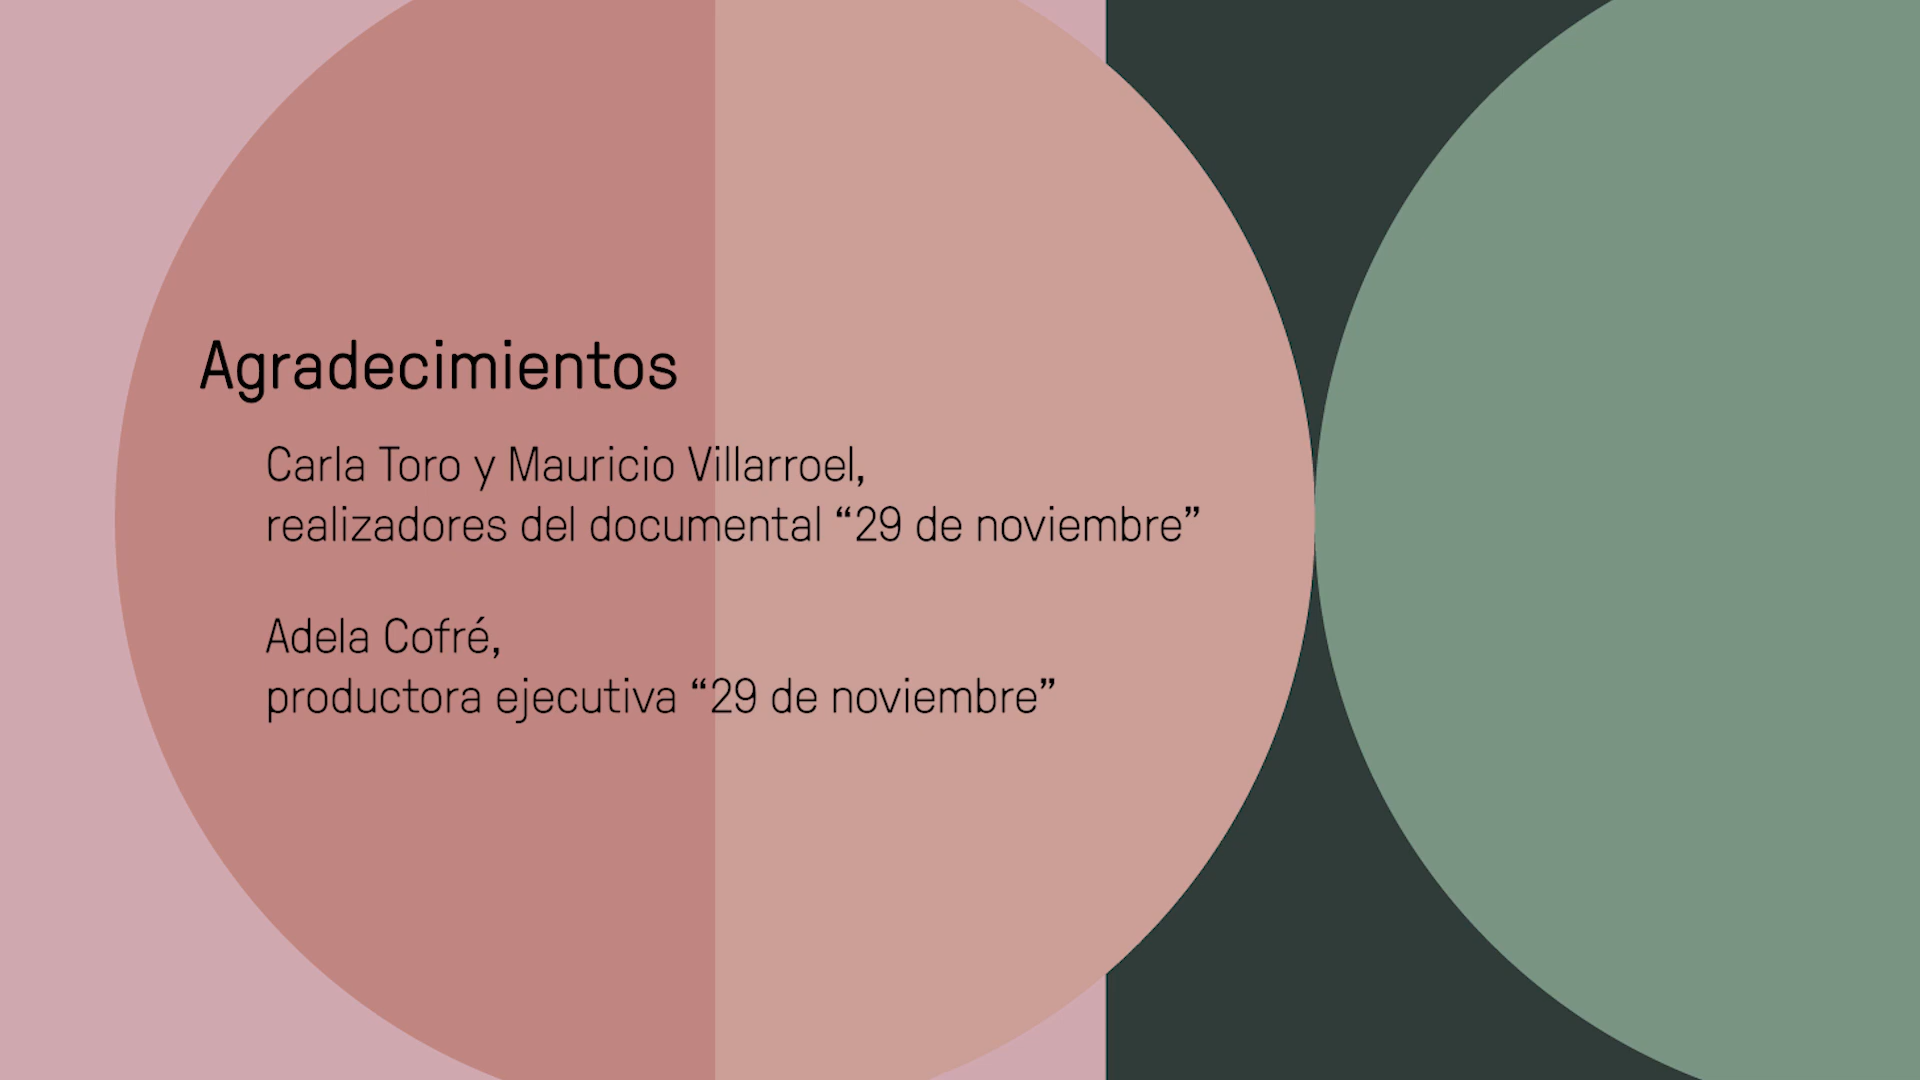 Agradecimientos
Carla Toro y Mauricio Villarroel,
realizadores del documental “29 de noviembre”
Adela Cofré,
productora ejecutiva “29 de noviembre”